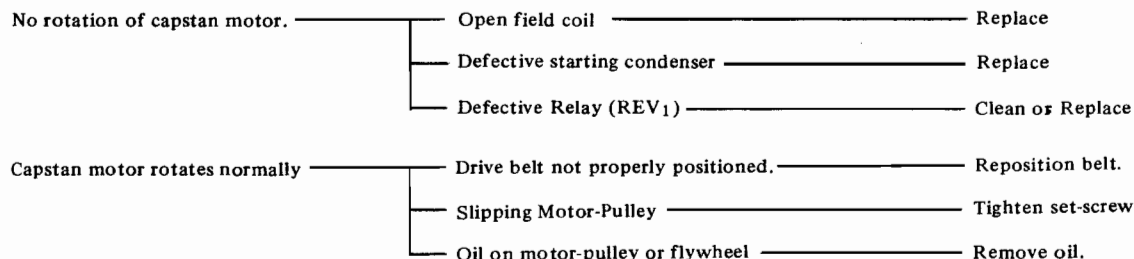 No rotation of capstan motor. Open field coil Replace
Defective starting condenser Replace
Defective Relay (REV1) Clean or Replace
Capstan motor rotates normally Drive belt not properly positioned. Reposition belt.
Slipping Motor-Pulley Tighten set-screw
Oil on motor-pulley or flywheel Remove oil.